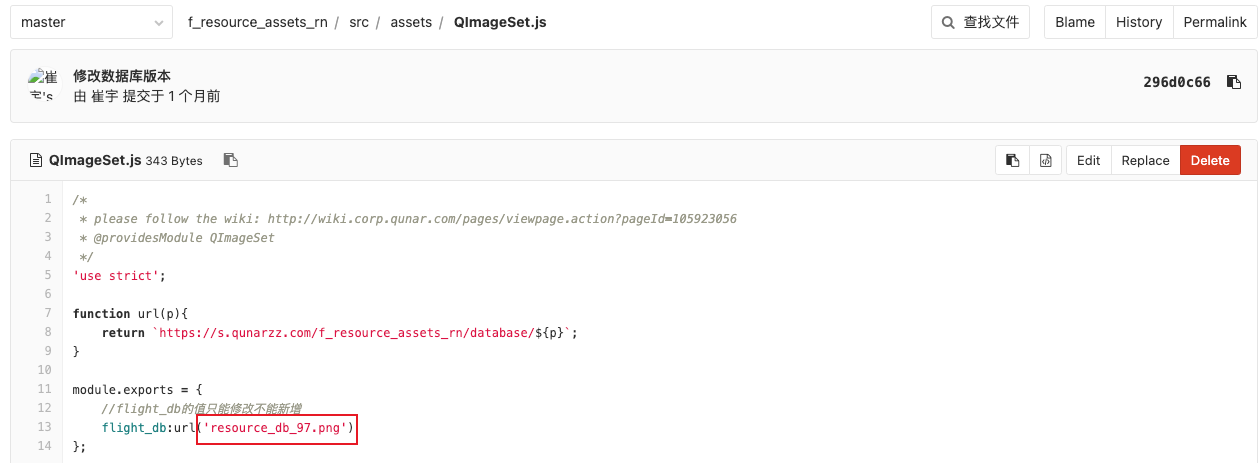 master f_resource_assets_rn / src / assets / QImageSet.js 查找文件 Blame History Permalink
崔宇's 修改数据库版本 296d0c66
由 崔宇 提交于 1 个月前
QImageSet.js 343 Bytes Edit Replace Delete
1 /*
2  * please follow the wiki: http://wiki.corp.qunar.com/pages/viewpage.action?pageId=105923056
3  * @providesModule QImageSet
4  */
5 'use strict';
6
7 function url(p){
8     return `https://s.qunarzz.com/f_resource_assets_rn/database/${p}`;
9 }
10
11 module.exports = {
12     //flight_db的值只能修改不能新增
13     flight_db:url('resource_db_97.png')
14 };